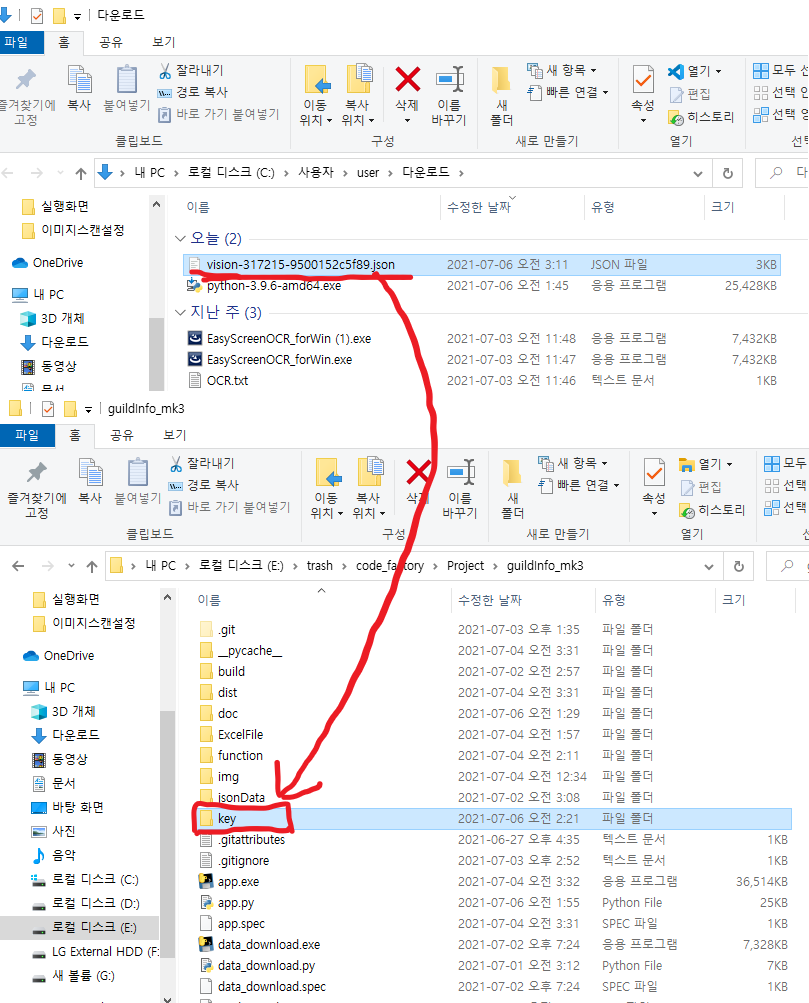 다운로드
파일 홈 공유 보기
즐겨찾기에 고정
복사
붙여넣기
잘라내기
경로 복사
바로 가기 붙여넣기
클립보드
이동 위치
복사 위치
삭제
이름 바꾸기
구성
새 폴더
새 항목
빠른 연결
새로 만들기
속성
열기
편집
히스토리
열기
모두
선택
선택
내 PC › 로컬 디스크 (C:) › 사용자 › user › 다운로드 ›
이름 수정한 날짜 유형 크기
실행화면
이미지스캔설정
OneDrive
내 PC
3D 개체
다운로드
동영상
문서
오늘 (2)
vision-317215-9500152c5f89.json 2021-07-06 오전 3:11 JSON 파일 3KB
python-3.9.6-amd64.exe 2021-07-06 오전 1:45 응용 프로그램 25,428KB
지난 주 (3)
EasyScreenOCR_forWin (1).exe 2021-07-03 오전 11:48 응용 프로그램 7,432KB
EasyScreenOCR_forWin.exe 2021-07-03 오전 11:47 응용 프로그램 7,432KB
OCR.txt 2021-07-03 오전 11:46 텍스트 문서 1KB
guildInfo_mk3
파일 홈 공유 보기
즐겨찾기에 고정
복사
붙여넣기
잘라내기
경로 복사
바로 가기 붙여넣기
클립보드
이동 위치
복사 위치
삭제
이름 바꾸기
구성
새 폴더
새 항목
빠른 연결
새로 만들기
속성
열기
편집
히스토리
열기
모두
선택
선택
내 PC › 로컬 디스크 (E:) › trash › code_factory › Project › guildInfo_mk3
이름 수정한 날짜 유형 크기
실행화면
이미지스캔설정
OneDrive
내 PC
3D 개체
다운로드
동영상
문서
바탕 화면
사진
음악
로컬 디스크 (C:)
로컬 디스크 (D:)
로컬 디스크 (E:)
LG External HDD (F:
새 볼륨 (G:)
.git 2021-07-03 오후 1:35 파일 폴더
__pycache__ 2021-07-04 오전 3:31 파일 폴더
build 2021-07-02 오전 2:57 파일 폴더
dist 2021-07-04 오전 3:31 파일 폴더
doc 2021-07-06 오전 1:29 파일 폴더
ExcelFile 2021-07-04 오전 1:57 파일 폴더
function 2021-07-04 오전 2:11 파일 폴더
img 2021-07-04 오전 12:34 파일 폴더
jsonData 2021-07-02 오전 3:08 파일 폴더
key 2021-07-06 오전 2:21 파일 폴더
.gitattributes 2021-06-27 오후 4:35 텍스트 문서 1KB
.gitignore 2021-07-03 오후 2:52 텍스트 문서 1KB
app.exe 2021-07-04 오전 3:32 응용 프로그램 36,514KB
app.py 2021-07-06 오전 1:55 Python File 25KB
app.spec 2021-07-04 오전 3:31 SPEC 파일 1KB
data_download.exe 2021-07-02 오후 7:24 응용 프로그램 7,328KB
data_download.py 2021-07-01 오전 3:12 Python File 7KB
data_download.spec 2021-07-02 오후 7:24 SPEC 파일 1KB